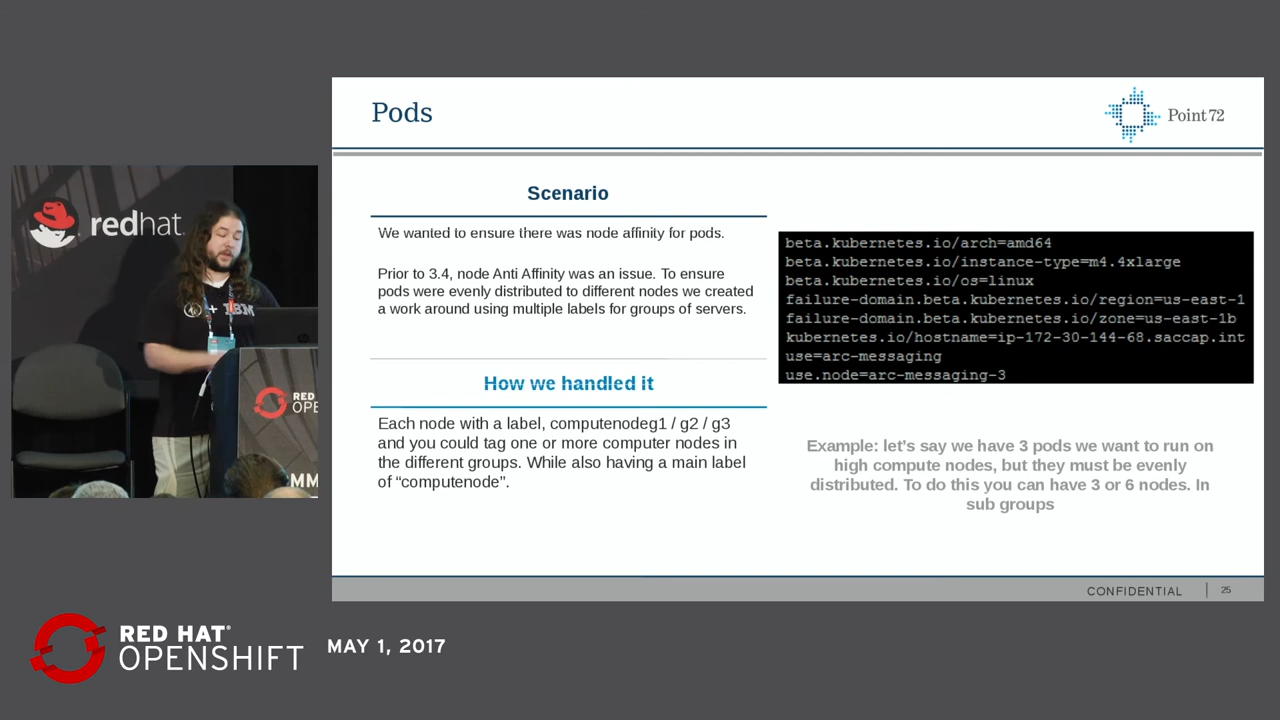 Pods
Point72
Scenario
We wanted to ensure there was node affinity for pods.
Prior to 3.4, node Anti Affinity was an issue. To ensure
pods were evenly distributed to different nodes we created
a work around using multiple labels for groups of servers.
How we handled it
Each node with a label, computenodeg1 / g2 / g3
and you could tag one or more computer nodes in
the different groups. While also having a main label
of “computenode”.
beta.kubernetes.io/arch=amd64
beta.kubernetes.io/instance-type=m4.4xlarge
beta.kubernetes.io/os=linux
failure-domain.beta.kubernetes.io/region=us-east-1
failure-domain.beta.kubernetes.io/zone=us-east-1b
kubernetes.io/hostname=ip-172-30-144-68.saccap.int
use=arc-messaging
use.node=arc-messaging-3
Example: let’s say we have 3 pods we want to run on
high compute nodes, but they must be evenly
distributed. To do this you can have 3 or 6 nodes. In
sub groups
CONFIDENTIAL
25
redhat.
+ IBM
RED
OPE
MM
RED HAT®
OPENSHIFT
MAY 1, 2017